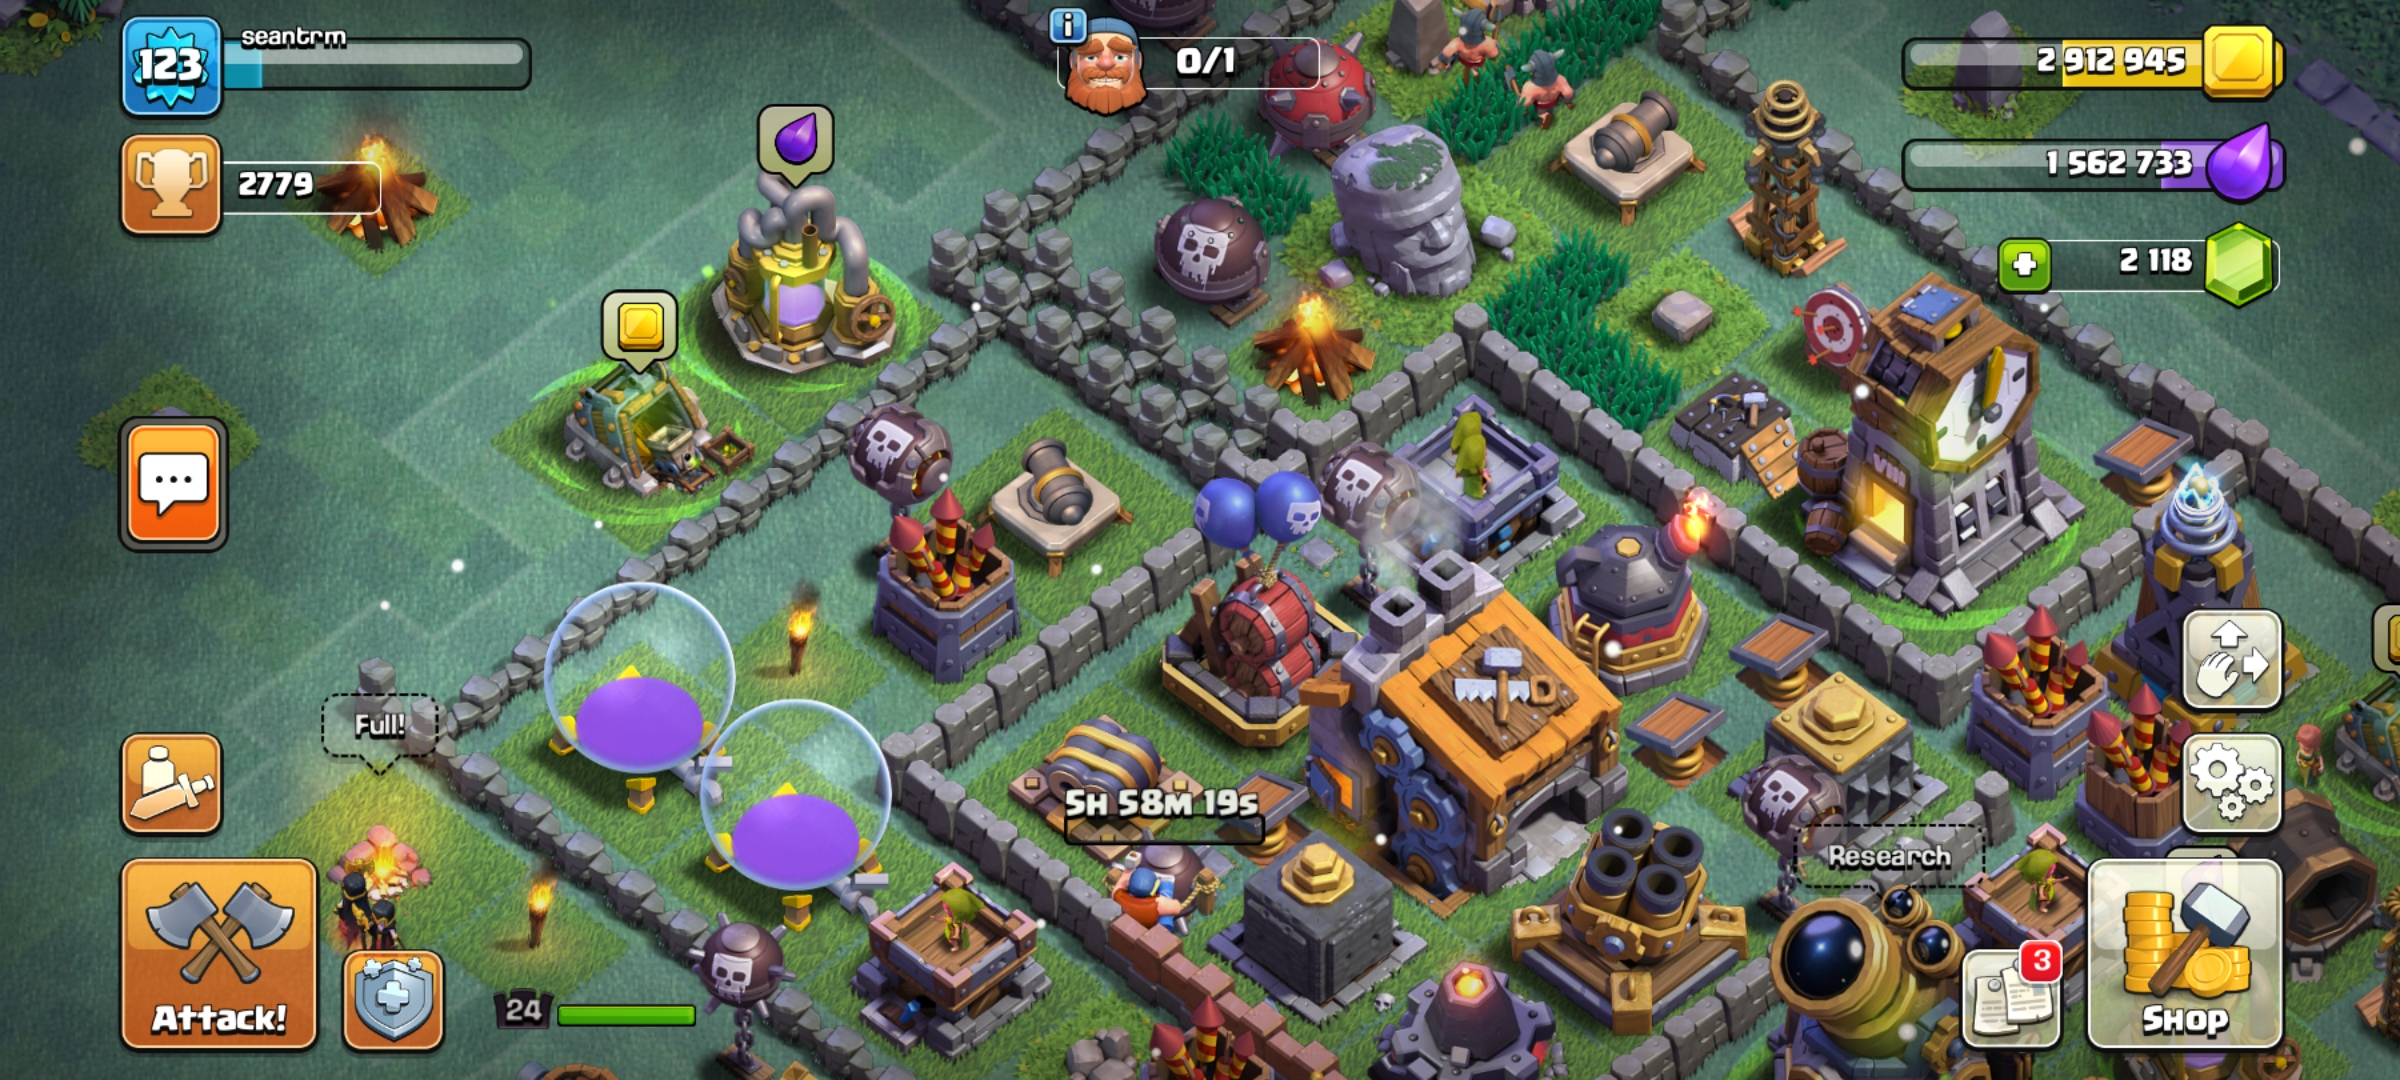 seantrm
123
0/1
2 912 945
2779
1 562 733
2 118
VIII
Full!
5H 58M 19s
Research
3
24
Attack!
SHOP